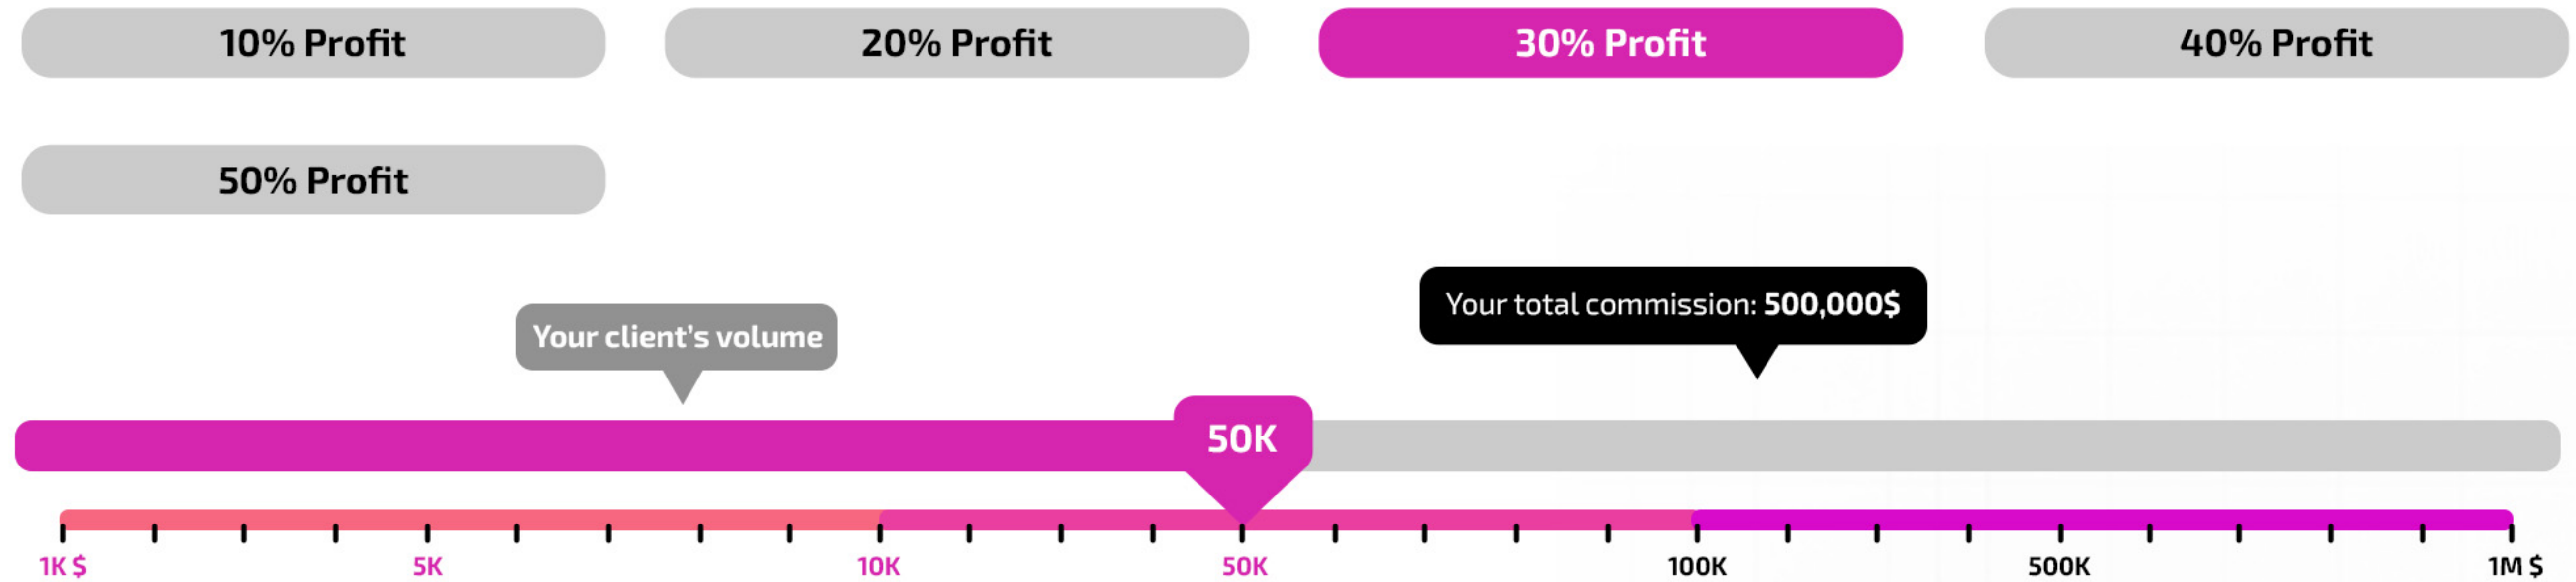 10% Profit
20% Profit
30% Profit
40% Profit
50% Profit
Your client's volume
Your total commission: 500,000$
50K
1K $
5K
10K
50K
100K
500K
1M $